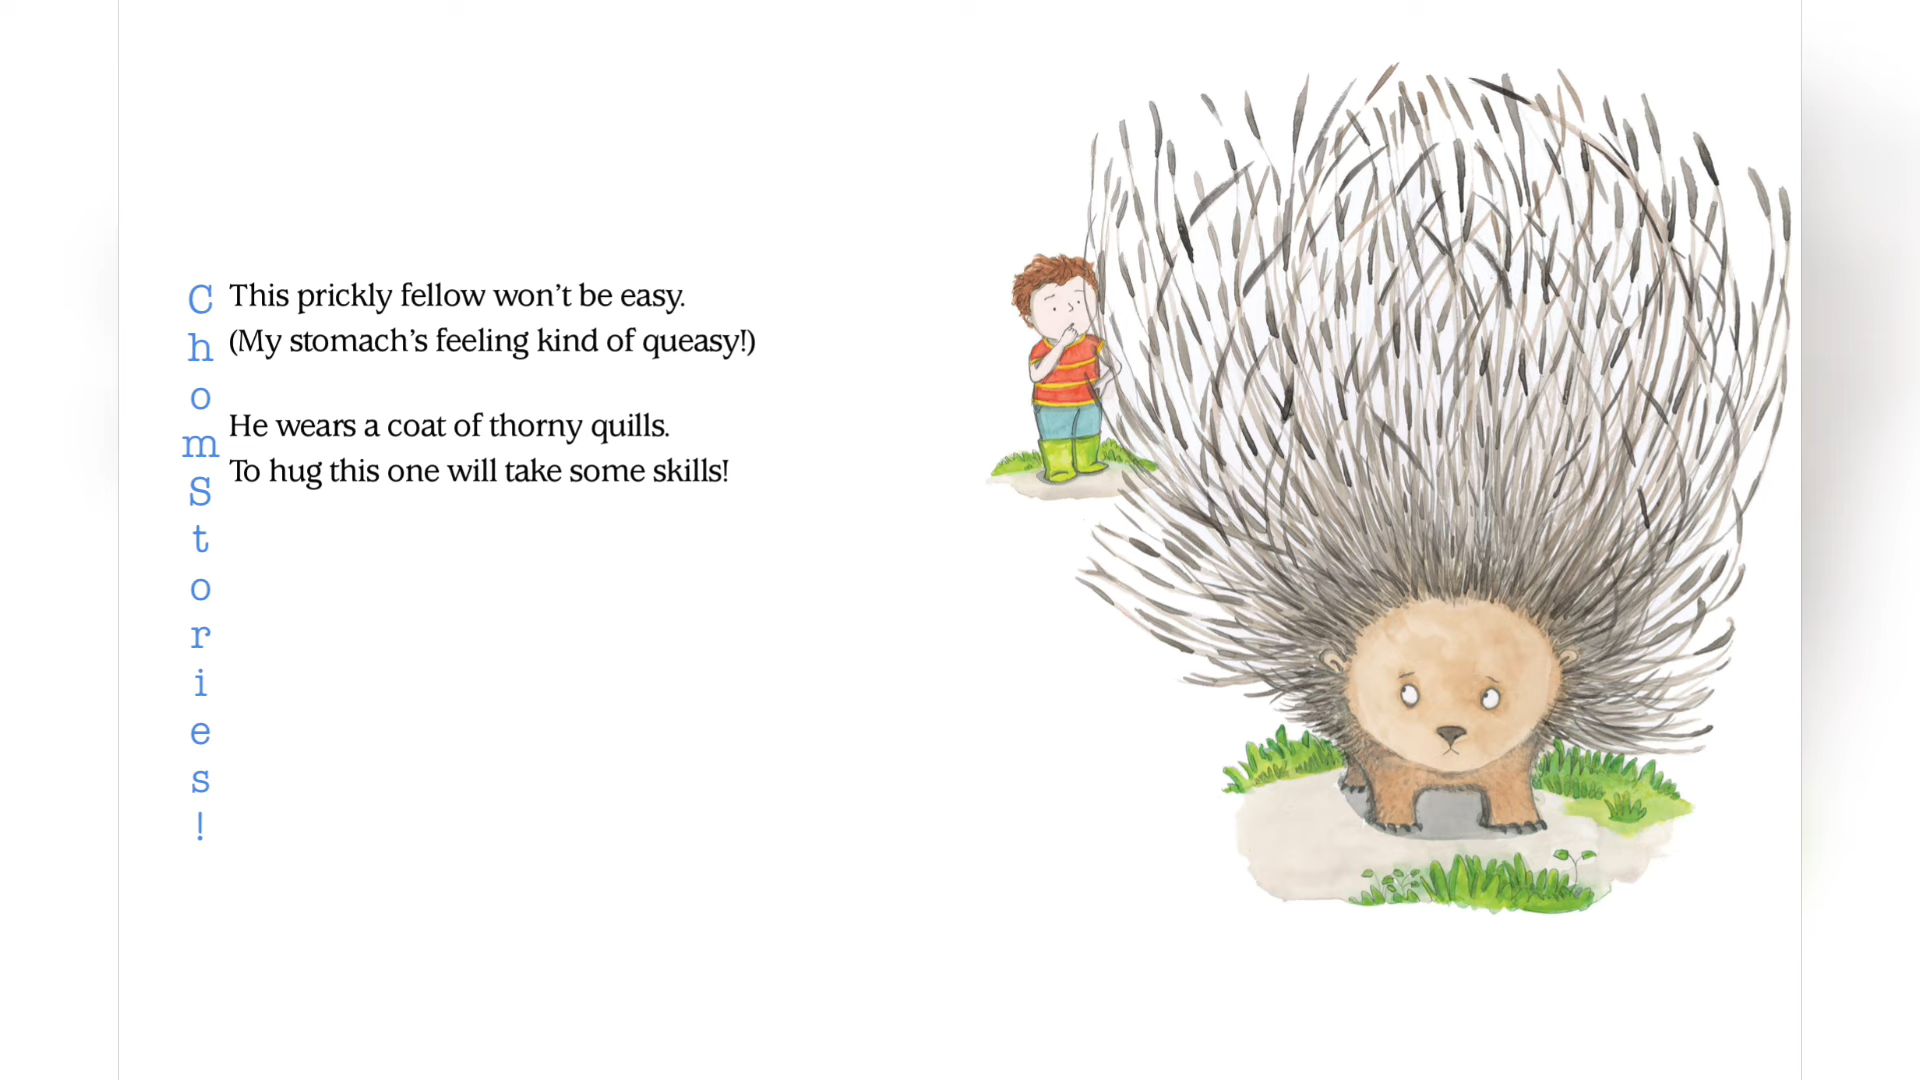 ChomStories!
This prickly fellow won’t be easy.
(My stomach’s feeling kind of queasy!)
He wears a coat of thorny quills.
To hug this one will take some skills!